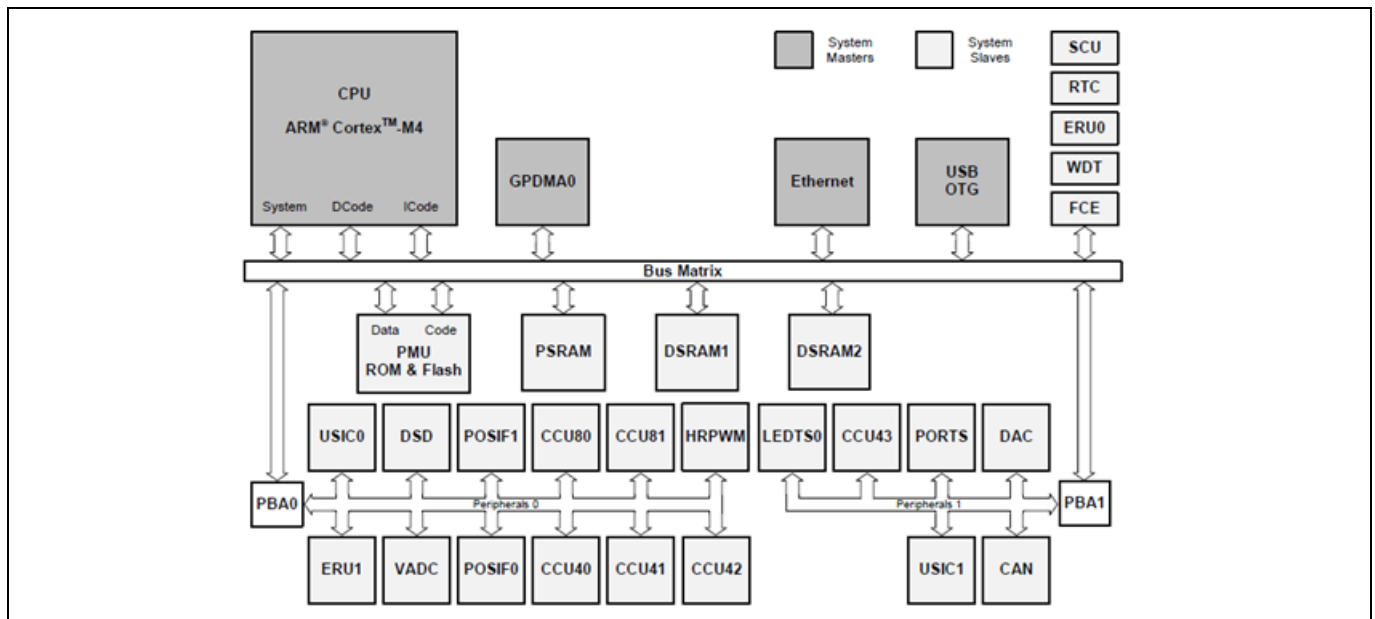 System
Masters
System
Slaves
SCU
CPU
RTC
ARM® Cortex™-M4
ERU0
GPDMA0
Ethernet
USB
OTG
WDT
System DCode ICode
FCE
Bus Matrix
Data Code
PMU
ROM & Flash
PSRAM
DSRAM1
DSRAM2
USIC0 DSD POSIF1 CCU80 CCU81 HRPWM LEDTS0 CCU43 PORTS DAC
PBA0
Peripherals 0
Peripherals 1
PBA1
ERU1 VADC POSIF0 CCU40 CCU41 CCU42 USIC1 CAN